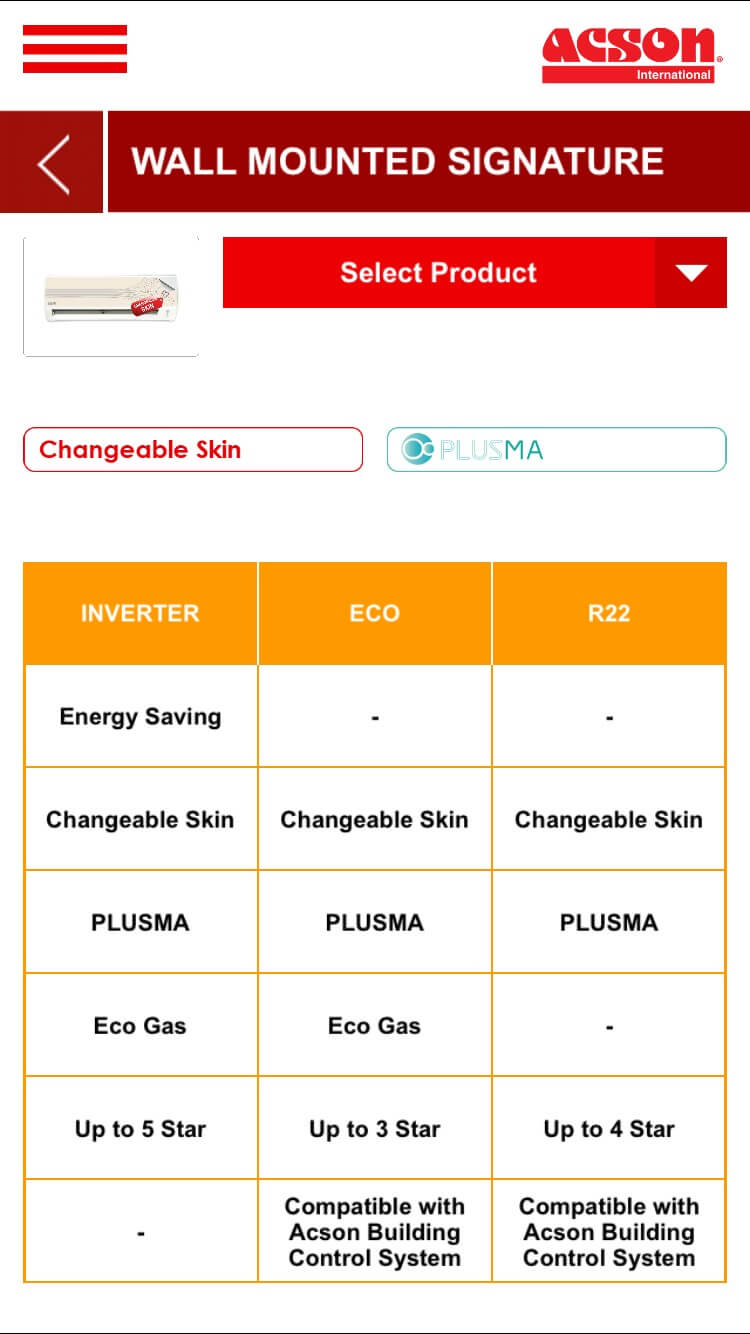 Acson
International
WALL MOUNTED SIGNATURE
Select Product
Changeable Skin
PLUSMA
INVERTER ECO R22
Energy Saving - -
Changeable Skin Changeable Skin Changeable Skin
PLUSMA PLUSMA PLUSMA
Eco Gas Eco Gas -
Up to 5 Star Up to 3 Star Up to 4 Star
- Compatible with Compatible with
Acson Building Acson Building
Control System Control System